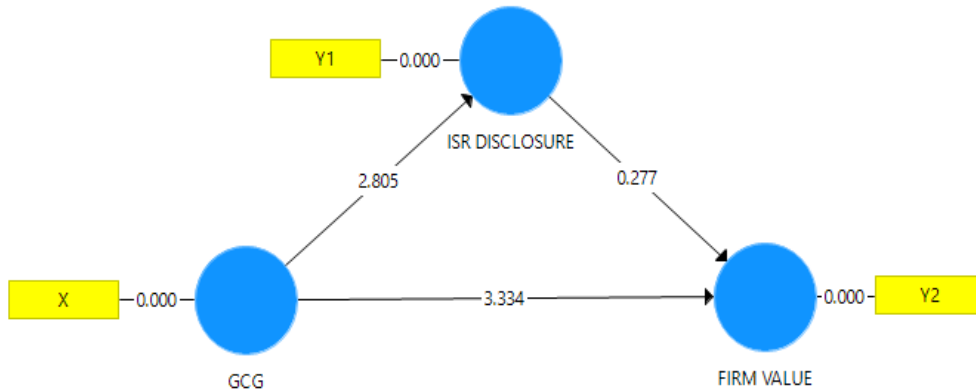 Y1
0.000
ISR DISCLOSURE
2.805
0.277
X
0.000
3.334
0.000
Y2
GCG
FIRM VALUE